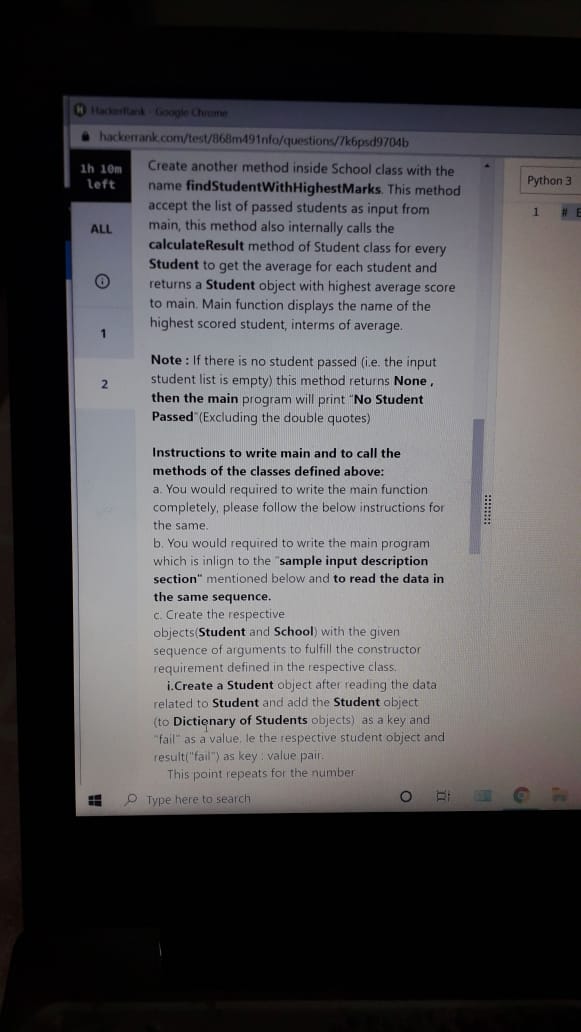 HackerRank - Google Chrome
hackerrank.com/test/868m491nfo/questions/7k6psd9704b
1h 10m
left
ALL
1
2
Create another method inside School class with the
name findStudentWithHighestMarks. This method
accept the list of passed students as input from
main, this method also internally calls the
calculateResult method of Student class for every
Student to get the average for each student and
returns a Student object with highest average score
to main. Main function displays the name of the
highest scored student, interms of average.
Note : If there is no student passed (i.e. the input
student list is empty) this method returns None ,
then the main program will print "No Student
Passed"(Excluding the double quotes)
Instructions to write main and to call the
methods of the classes defined above:
a. You would required to write the main function
completely, please follow the below instructions for
the same.
b. You would required to write the main program
which is inlign to the "sample input description
section" mentioned below and to read the data in
the same sequence.
c. Create the respective
objects(Student and School) with the given
sequence of arguments to fulfill the constructor
requirement defined in the respective class.
i.Create a Student object after reading the data
related to Student and add the Student object
(to Dictionary of Students objects) as a key and
"fail" as a value. Ie the respective student object and
result("fail") as key : value pair.
This point repeats for the number
Python 3
1 #
Type here to search